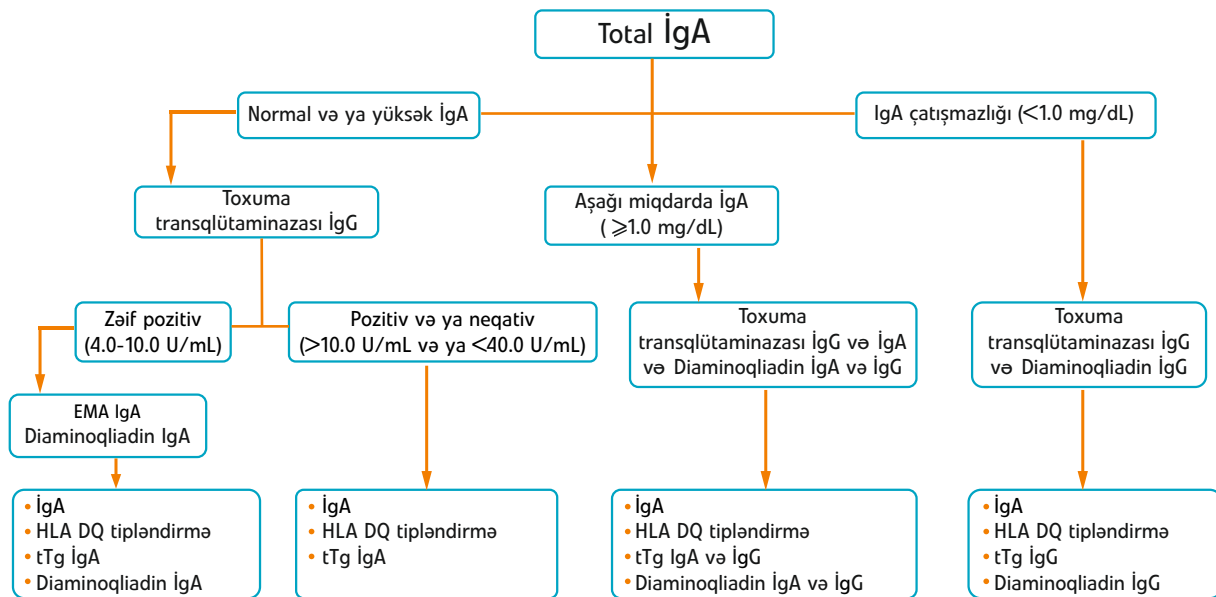 Total İgA
Normal və ya yüksək İgA
IgA çatışmazlığı (<1.0 mg/dL)
Toxuma
transqlütaminazası İgG
Aşağı miqdarda İgA
( ⩾1.0 mg/dL)
Zəif pozitiv
(4.0-10.0 U/mL)
Pozitiv və ya neqativ
(>10.0 U/mL və ya <40.0 U/mL)
Toxuma
transqlütaminazası İgG və İgA
və Diaminoqliadin İgA və İgG
Toxuma
transqlütaminazası İgG
və Diaminoqliadin İgG
EMA IgA
Diaminoqliadin IgA
• İgA
• HLA DQ tipləndirmə
• tTg İgA
• Diaminoqliadin İgA
• İgA
• HLA DQ tipləndirmə
• tTg İgA
• İgA
• HLA DQ tipləndirmə
• tTg IgA və İgG
• Diaminoqliadin İgA və İgG
• İgA
• HLA DQ tipləndirmə
• tTg İgG
• Diaminoqliadin İgG